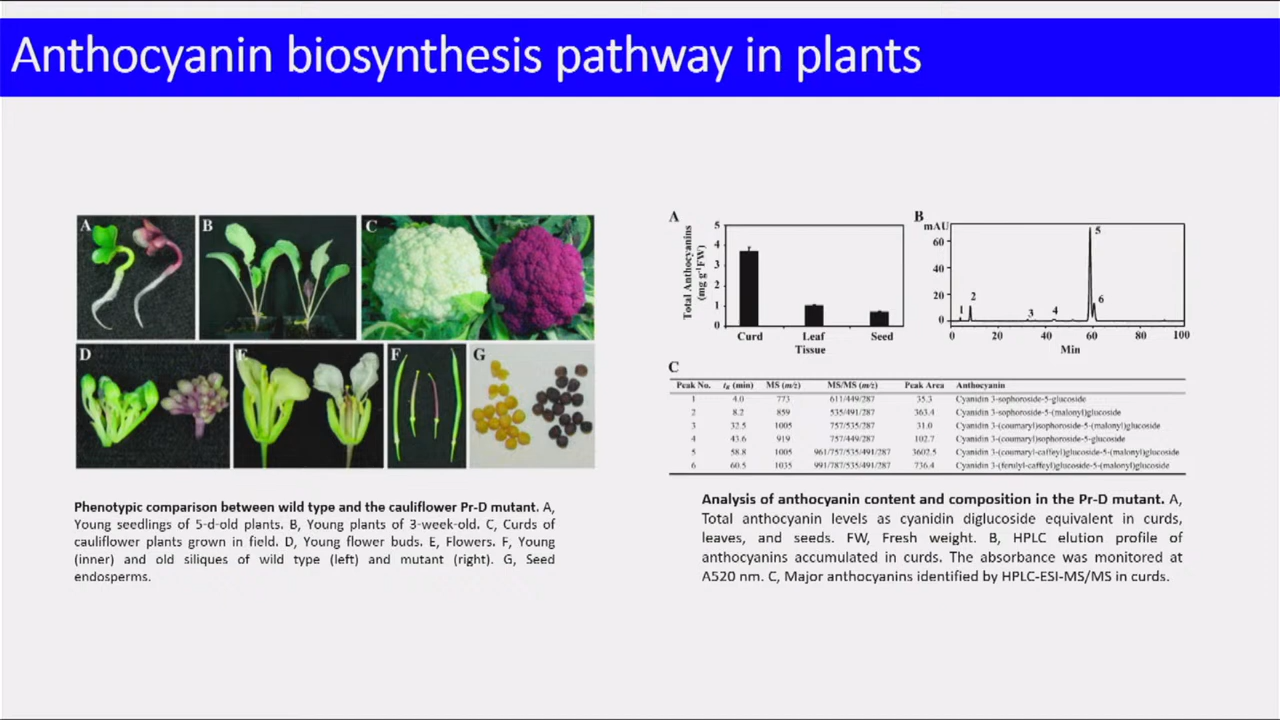 Anthocyanin biosynthesis pathway in plants
A
B
C
D
E
F
G
Phenotypic comparison between wild type and the cauliflower Pr-D mutant. A,
Young seedlings of 5-d-old plants. B, Young plants of 3-week-old. C, Curds of
cauliflower plants grown in field. D, Young flower buds. E, Flowers. F, Young
(inner) and old siliques of wild type (left) and mutant (right). G, Seed
endosperms.
A
Total Anthocyanins
(mg g⁻¹FW)
5
4
3
2
1
0
Curd Leaf Seed
Tissue
B
mAU
60
40
20
0
1
2
3
4
5
6
0 20 40 60 80 100
Min
C
Peak No. tR (min) MS (m/z) MS/MS (m/z) Peak Area Anthocyanin
1 4.0 773 611/449/287 35.3 Cyanidin 3-sophoroside-5-glucoside
2 8.2 859 535/491/287 363.4 Cyanidin 3-sophoroside-5-(malonyl)glucoside
3 32.5 1005 757/535/287 31.0 Cyanidin 3-(coumaryl)sophoroside-5-(malonyl)glucoside
4 43.6 919 757/449/287 102.7 Cyanidin 3-(coumaryl)sophoroside-5-glucoside
5 58.8 1005 961/757/535/491/287 3602.5 Cyanidin 3-(coumaryl-caffeyl)glucoside-5-(malonyl)glucoside
6 60.5 1035 991/787/535/491/287 736.4 Cyanidin 3-(ferulyl-caffeyl)glucoside-5-(malonyl)glucoside
Analysis of anthocyanin content and composition in the Pr-D mutant. A,
Total anthocyanin levels as cyanidin diglucoside equivalent in curds,
leaves, and seeds. FW, Fresh weight. B, HPLC elution profile of
anthocyanins accumulated in curds. The absorbance was monitored at
A520 nm. C, Major anthocyanins identified by HPLC-ESI-MS/MS in curds.